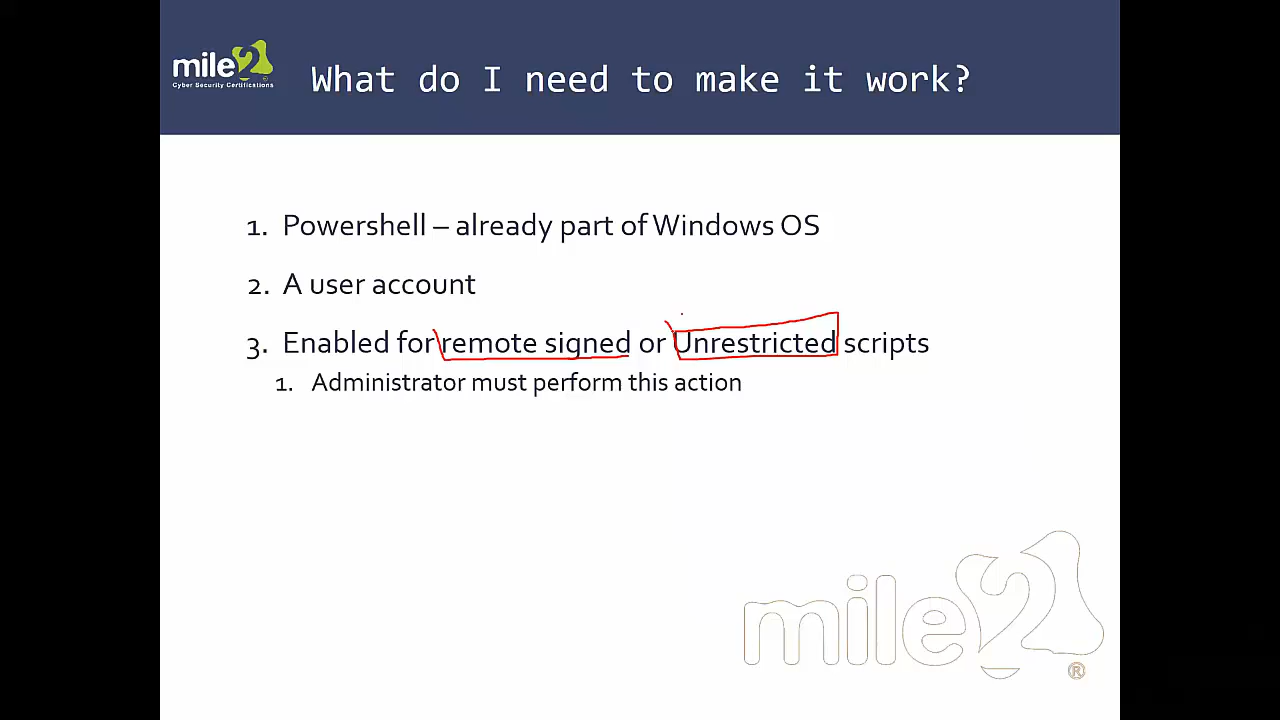 mile2
Cyber Security Certifications
What do I need to make it work?
1. Powershell – already part of Windows OS
2. A user account
3. Enabled for remote signed or Unrestricted scripts
1. Administrator must perform this action
mile2
®